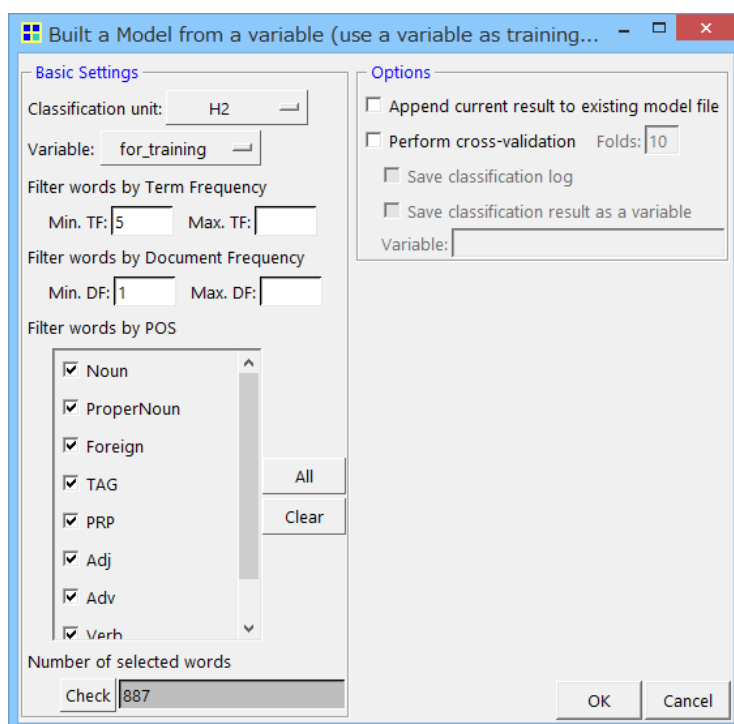 Built a Model from a variable (use a variable as training...
Basic Settings
Classification unit: H2
Variable: for_training
Filter words by Term Frequency
Min. TF: 5 Max. TF:
Filter words by Document Frequency
Min. DF: 1 Max. DF:
Filter words by POS
Noun
ProperNoun
Foreign
TAG
PRP
Adj
Adv
Verb
All
Clear
Number of selected words
Check 887
Options
Append current result to existing model file
Perform cross-validation Folds: 10
Save classification log
Save classification result as a variable
Variable:
OK Cancel